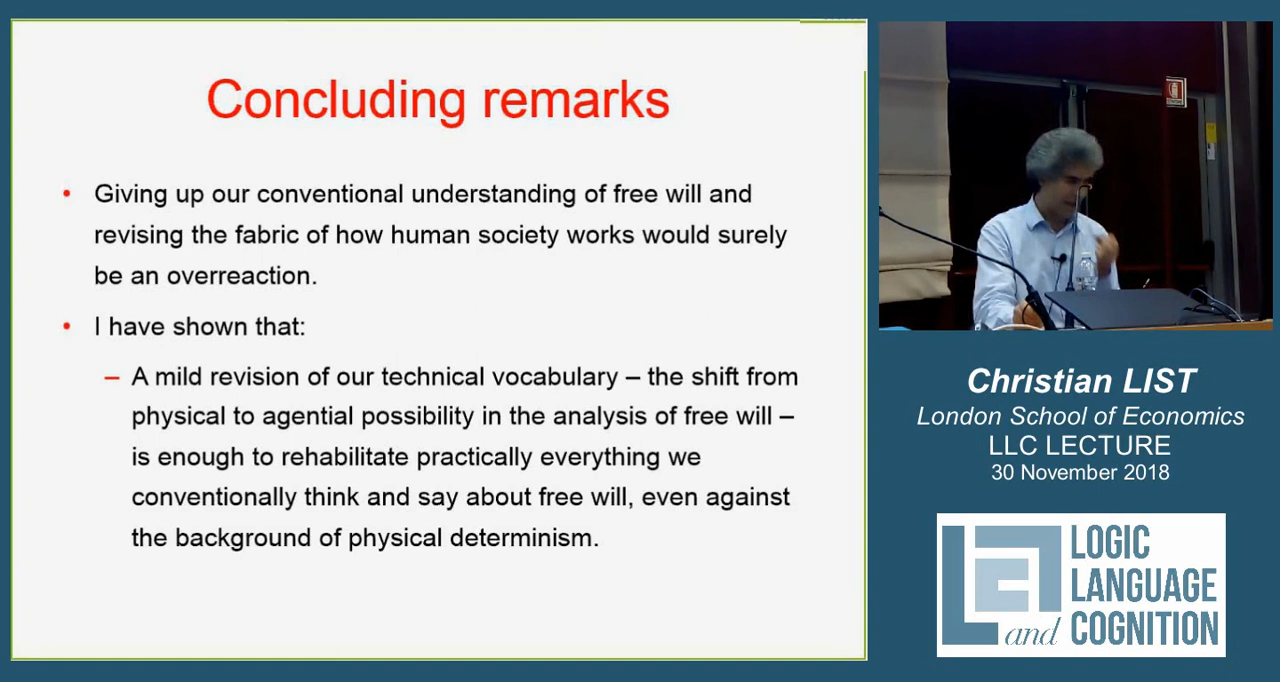 Concluding remarks
• Giving up our conventional understanding of free will and
revising the fabric of how human society works would surely
be an overreaction.
• I have shown that:
– A mild revision of our technical vocabulary – the shift from
physical to agential possibility in the analysis of free will –
is enough to rehabilitate practically everything we
conventionally think and say about free will, even against
the background of physical determinism.
Christian LIST
London School of Economics
LLC LECTURE
30 November 2018
LOGIC
LANGUAGE
and COGNITION